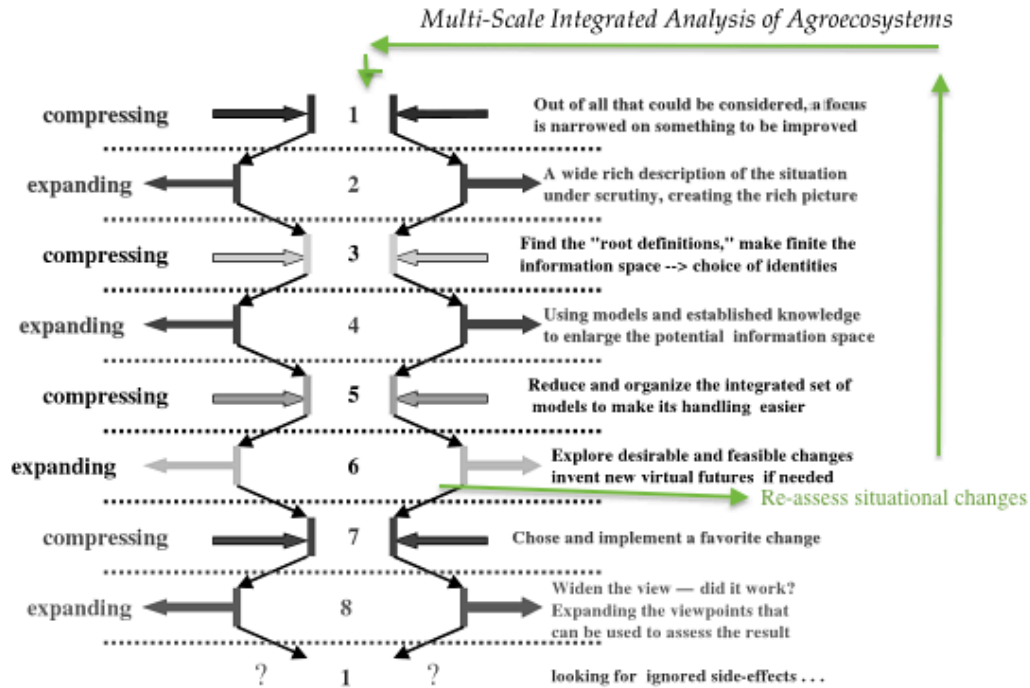 Multi-Scale Integrated Analysis of Agroecosystems
compressing
1
Out of all that could be considered, a focus
is narrowed on something to be improved
expanding
2
A wide rich description of the situation
under scrutiny, creating the rich picture
compressing
3
Find the "root definitions," make finite the
information space --> choice of identities
expanding
4
Using models and established knowledge
to enlarge the potential information space
compressing
5
Reduce and organize the integrated set of
models to make its handling easier
expanding
6
Explore desirable and feasible changes
invent new virtual futures if needed
Re-assess situational changes
compressing
7
Chose and implement a favorite change
expanding
8
Widen the view — did it work?
Expanding the viewpoints that
can be used to assess the result
? 1 ?
looking for ignored side-effects . . .